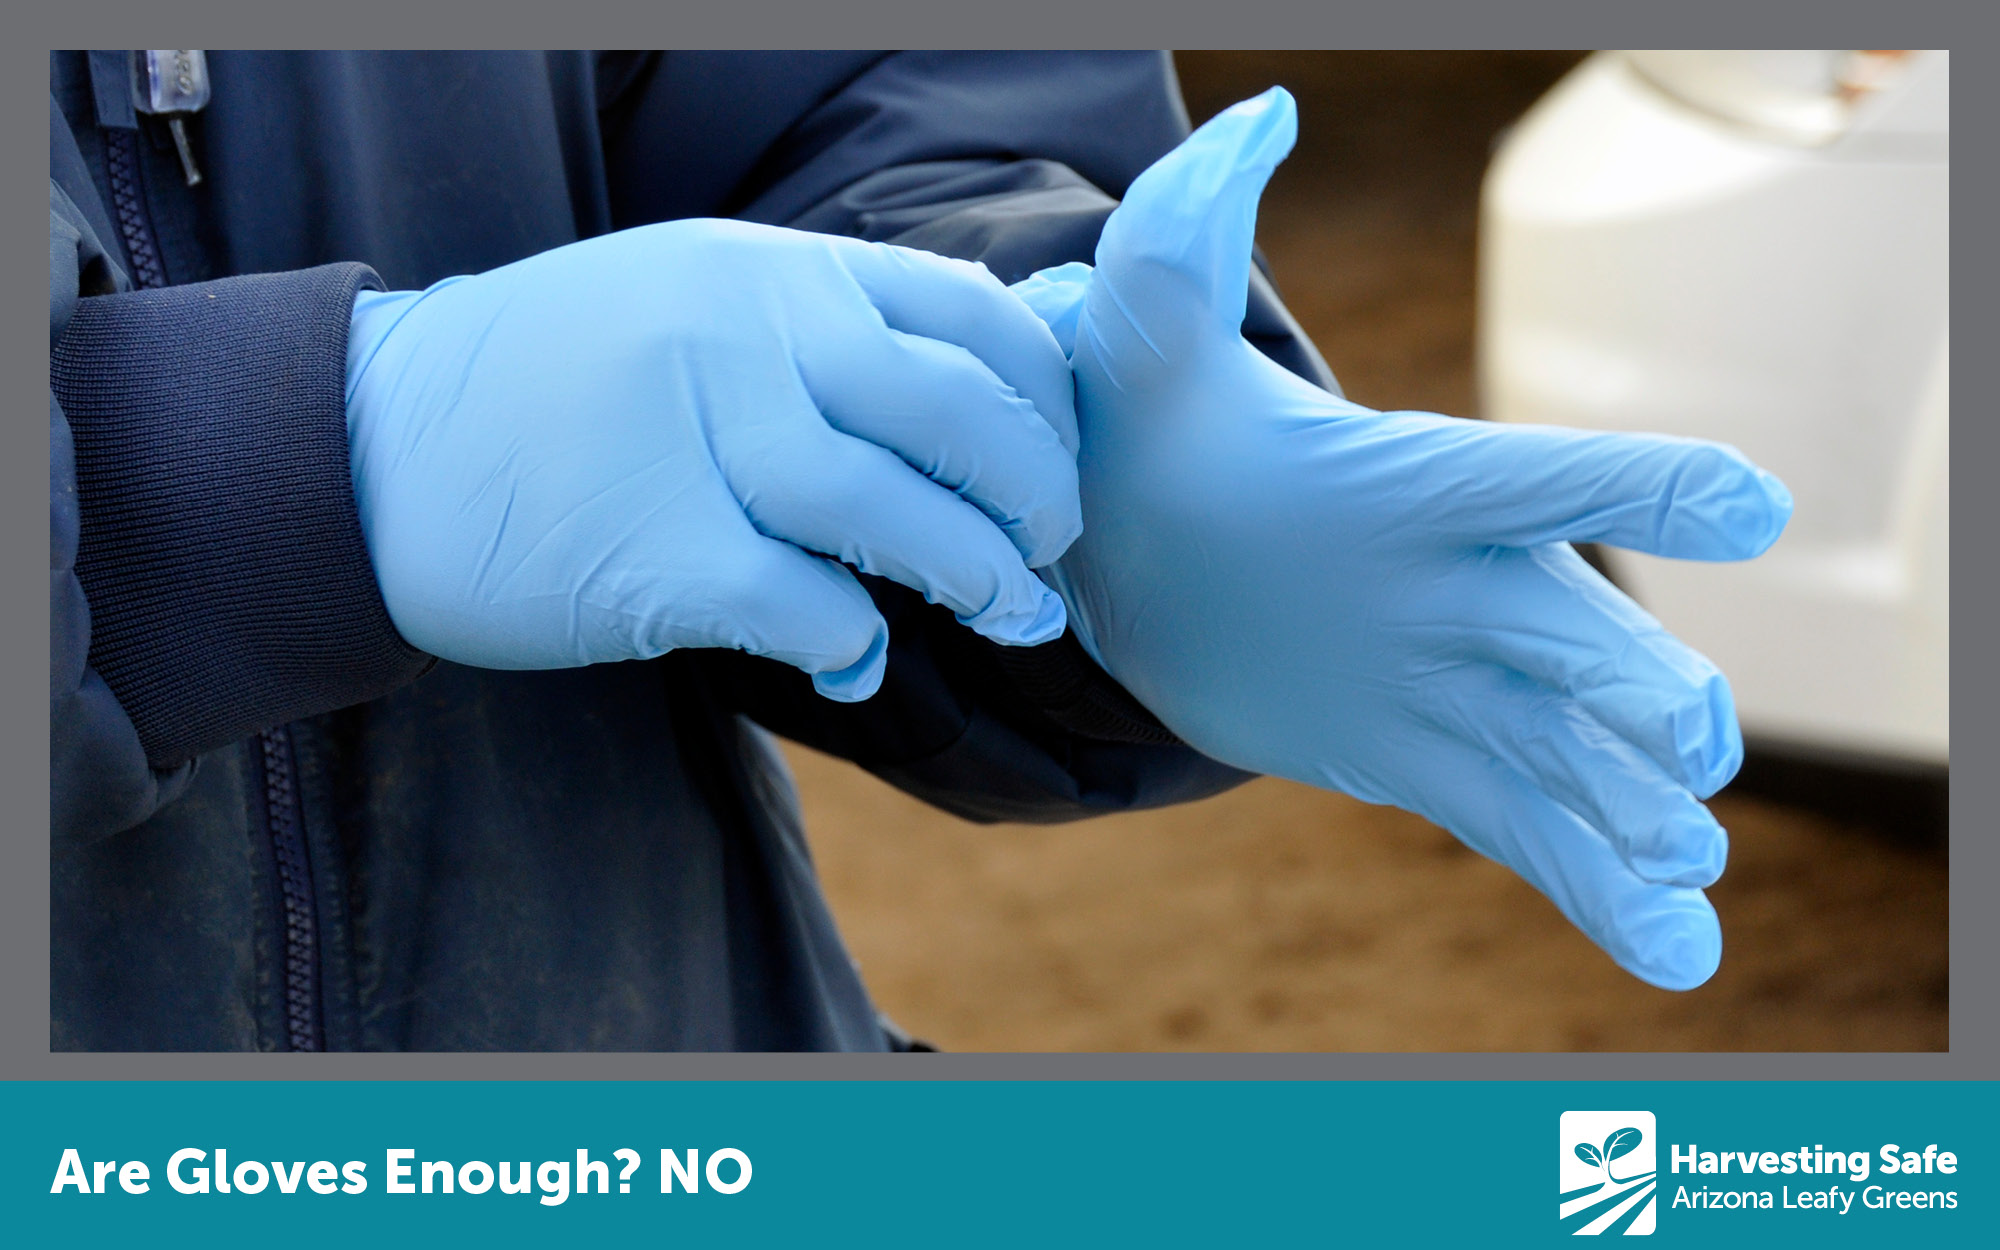 Are Gloves Enough? NO
Harvesting Safe
Arizona Leafy Greens